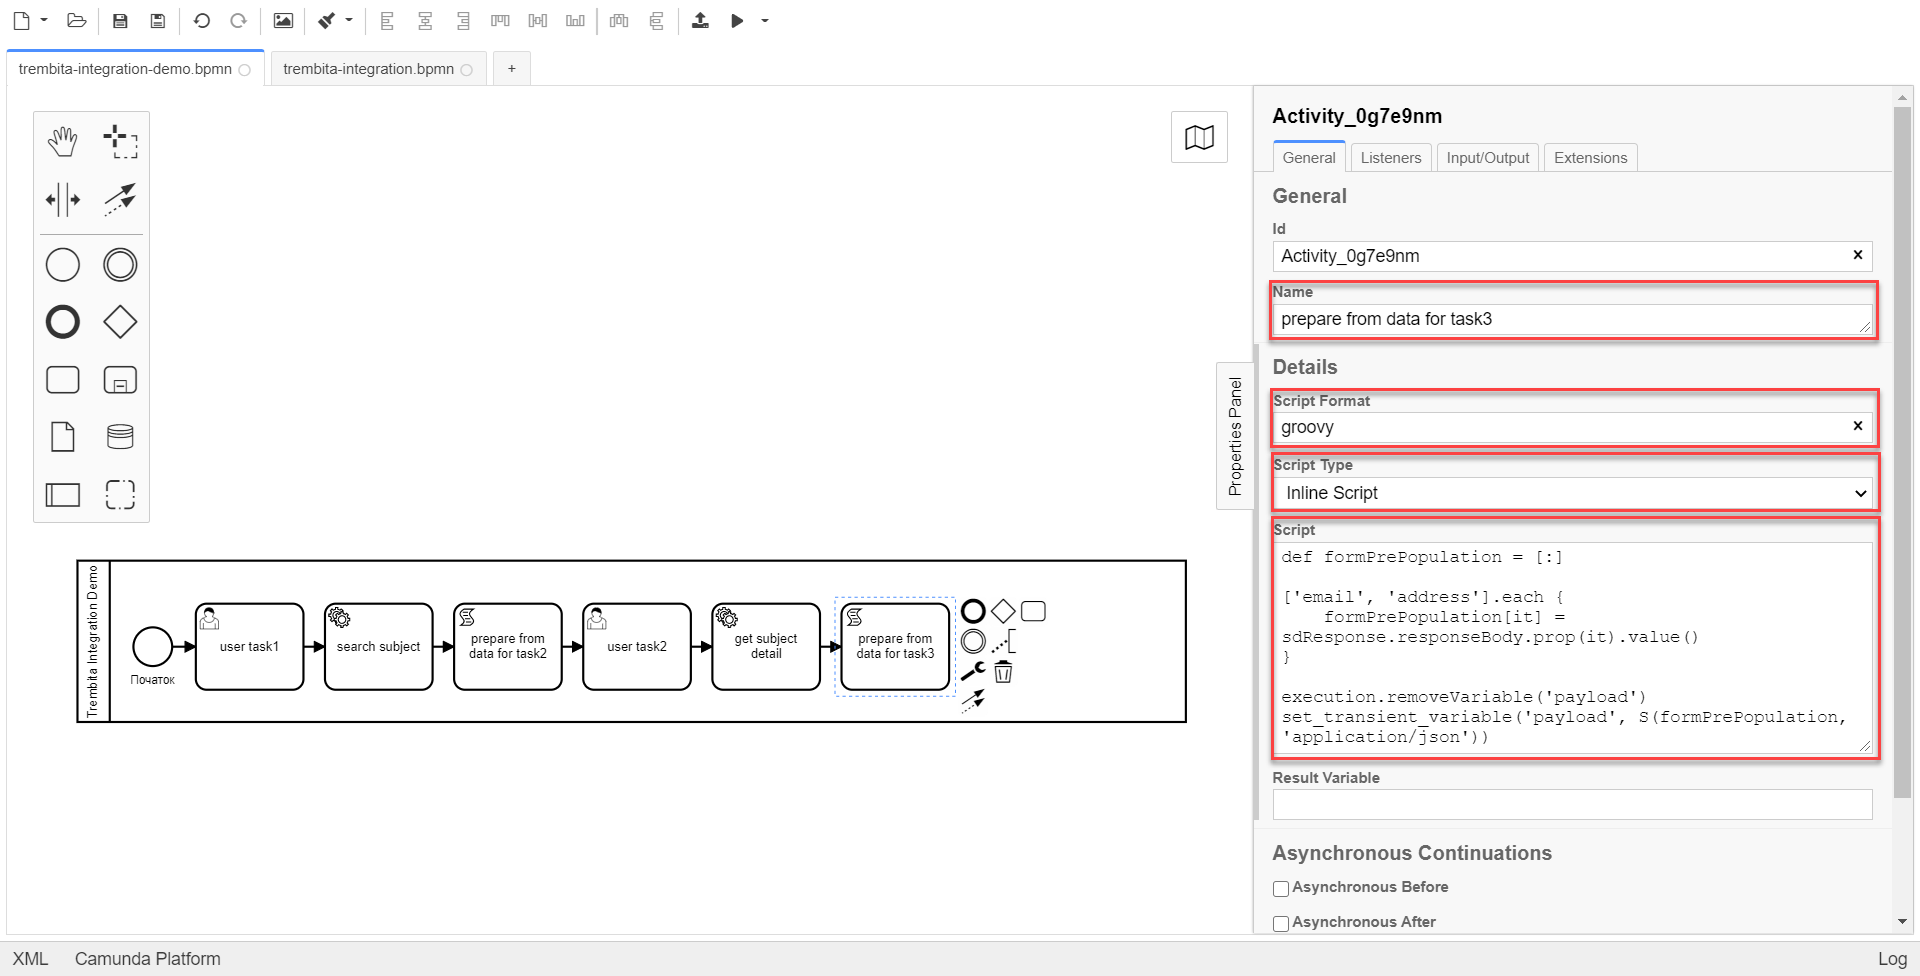 trembita-integration-demo.bpmn
trembita-integration.bpmn
+
Activity_0g7e9nm
General
Listeners
Input/Output
Extensions
General
Id
Activity_0g7e9nm
Name
prepare from data for task3
Properties Panel
Details
Script Format
groovy
Script Type
Inline Script
Script
def formPrePopulation = [:]
['email', 'address'].each {
formPrePopulation[it] =
sdResponse.responseBody.prop(it).value()
}
execution.removeVariable('payload')
set_transient_variable('payload', S(formPrePopulation,
'application/json'))
Result Variable
Asynchronous Continuations
Asynchronous Before
Asynchronous After
Trembita Integration Demo
Початок
user task1
search subject
prepare from
data for task2
user task2
get subject
detail
prepare from
data for task3
XML
Camunda Platform
Log